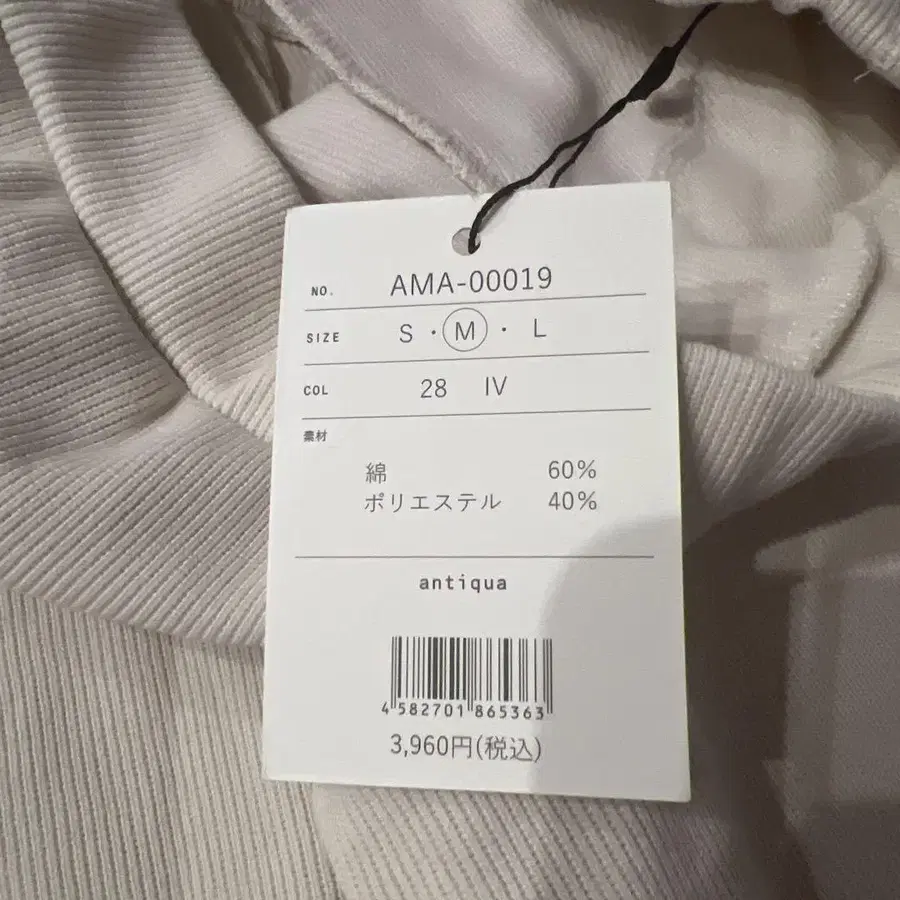 NO. AMA-00019
SIZE S・M・L
COL 28 IV
素材
綿 60%
ポリエステル 40%
antiqua
4 582701 865363
3,960円(税込)